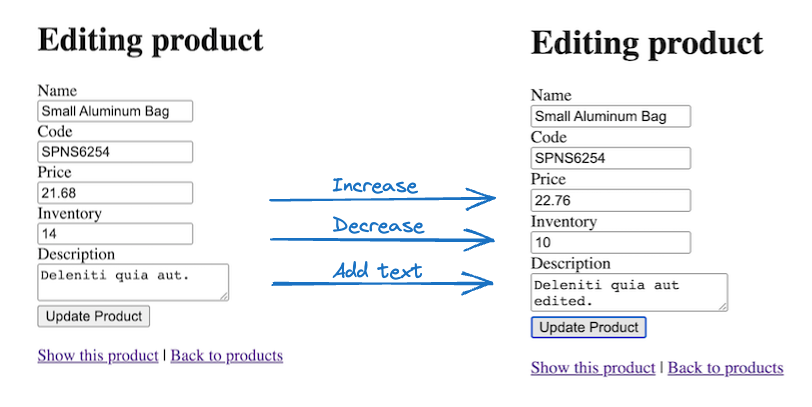 Editing product
Name
Small Aluminum Bag
Code
SPNS6254
Price
21.68
Inventory
14
Description
Deleniti quia aut.
Update Product
Show this product | Back to products
Increase
Decrease
Add text
Editing product
Name
Small Aluminum Bag
Code
SPNS6254
Price
22.76
Inventory
10
Description
Deleniti quia aut
edited.
Update Product
Show this product | Back to products